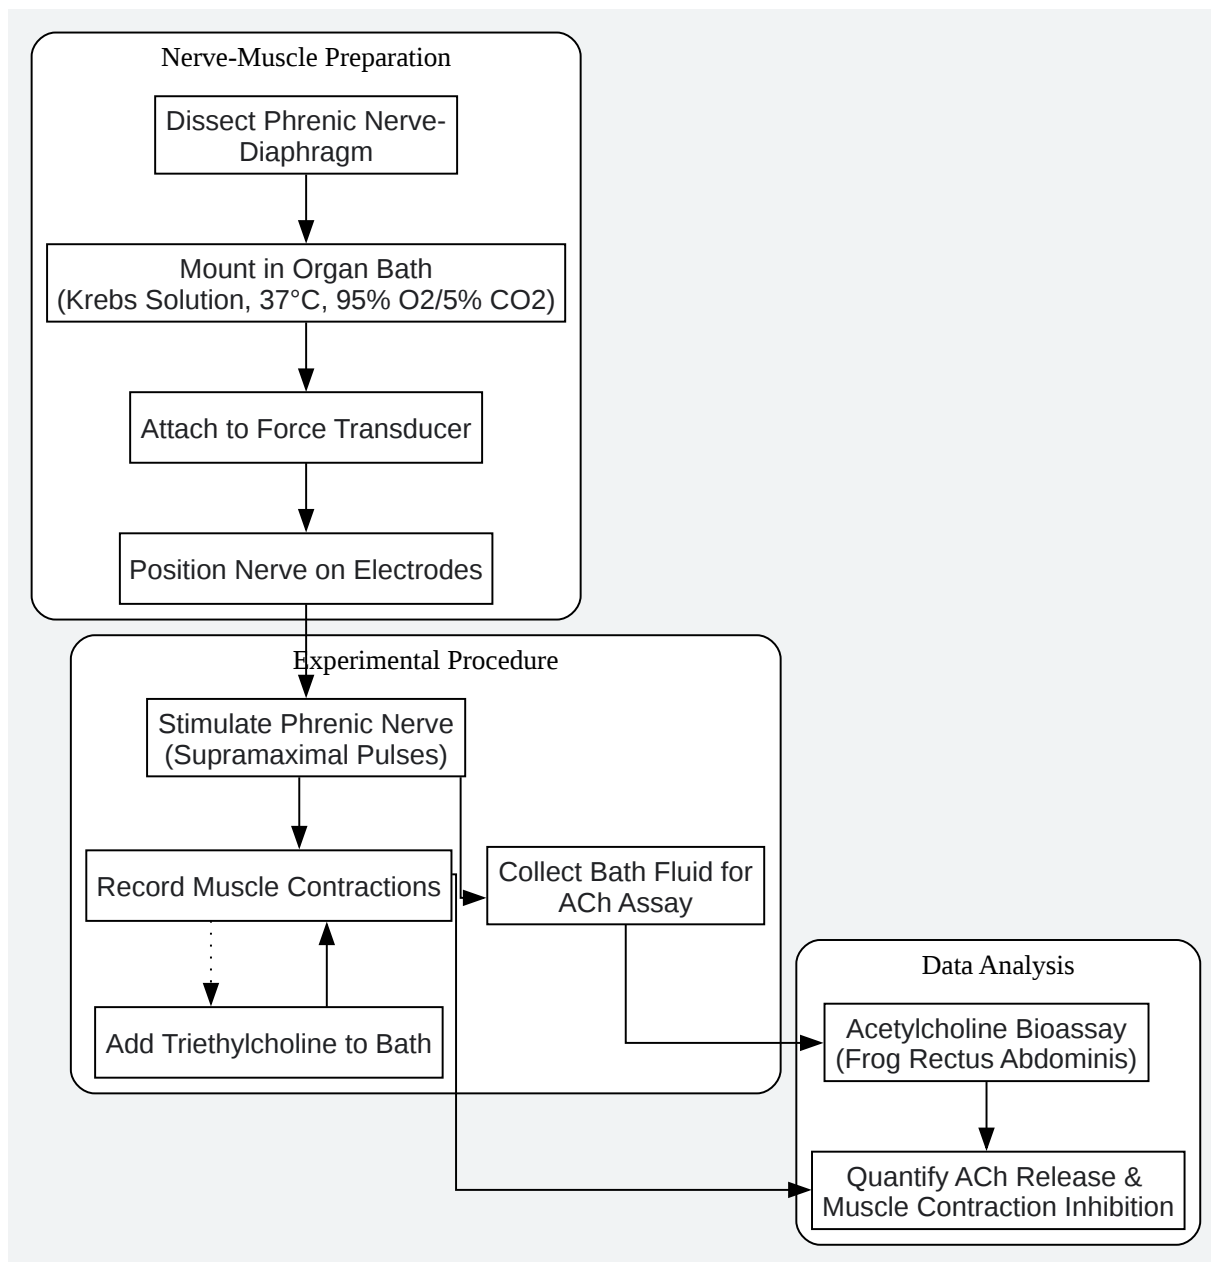 Nerve-Muscle Preparation
Dissect Phrenic Nerve-
Diaphragm
Mount in Organ Bath
(Krebs Solution, 37°C, 95% O2/5% CO2)
Attach to Force Transducer
Position Nerve on Electrodes
Experimental Procedure
Stimulate Phrenic Nerve
(Supramaximal Pulses)
Record Muscle Contractions
Collect Bath Fluid for
ACh Assay
Add Triethylcholine to Bath
Data Analysis
Acetylcholine Bioassay
(Frog Rectus Abdominis)
Quantify ACh Release &
Muscle Contraction Inhibition